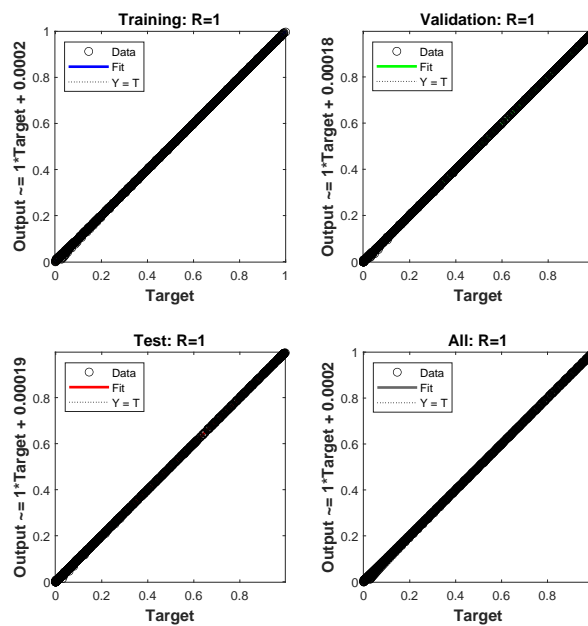 Training: R=1
Output ~= 1*Target + 0.0002
1
0.8
0.6
0.4
0.2
0
Data
Fit
Y = T
0
0.2
0.4
0.6
0.8
1
Target
Validation: R=1
Output ~= 1*Target + 0.00018
1
0.8
0.6
0.4
0.2
0
Data
Fit
Y = T
0
0.2
0.4
0.6
0.8
Target
Test: R=1
Output ~= 1*Target + 0.00019
1
0.8
0.6
0.4
0.2
0
Data
Fit
Y = T
0
0.2
0.4
0.6
0.8
Target
All: R=1
Output ~= 1*Target + 0.0002
1
0.8
0.6
0.4
0.2
0
Data
Fit
Y = T
0
0.2
0.4
0.6
0.8
Target